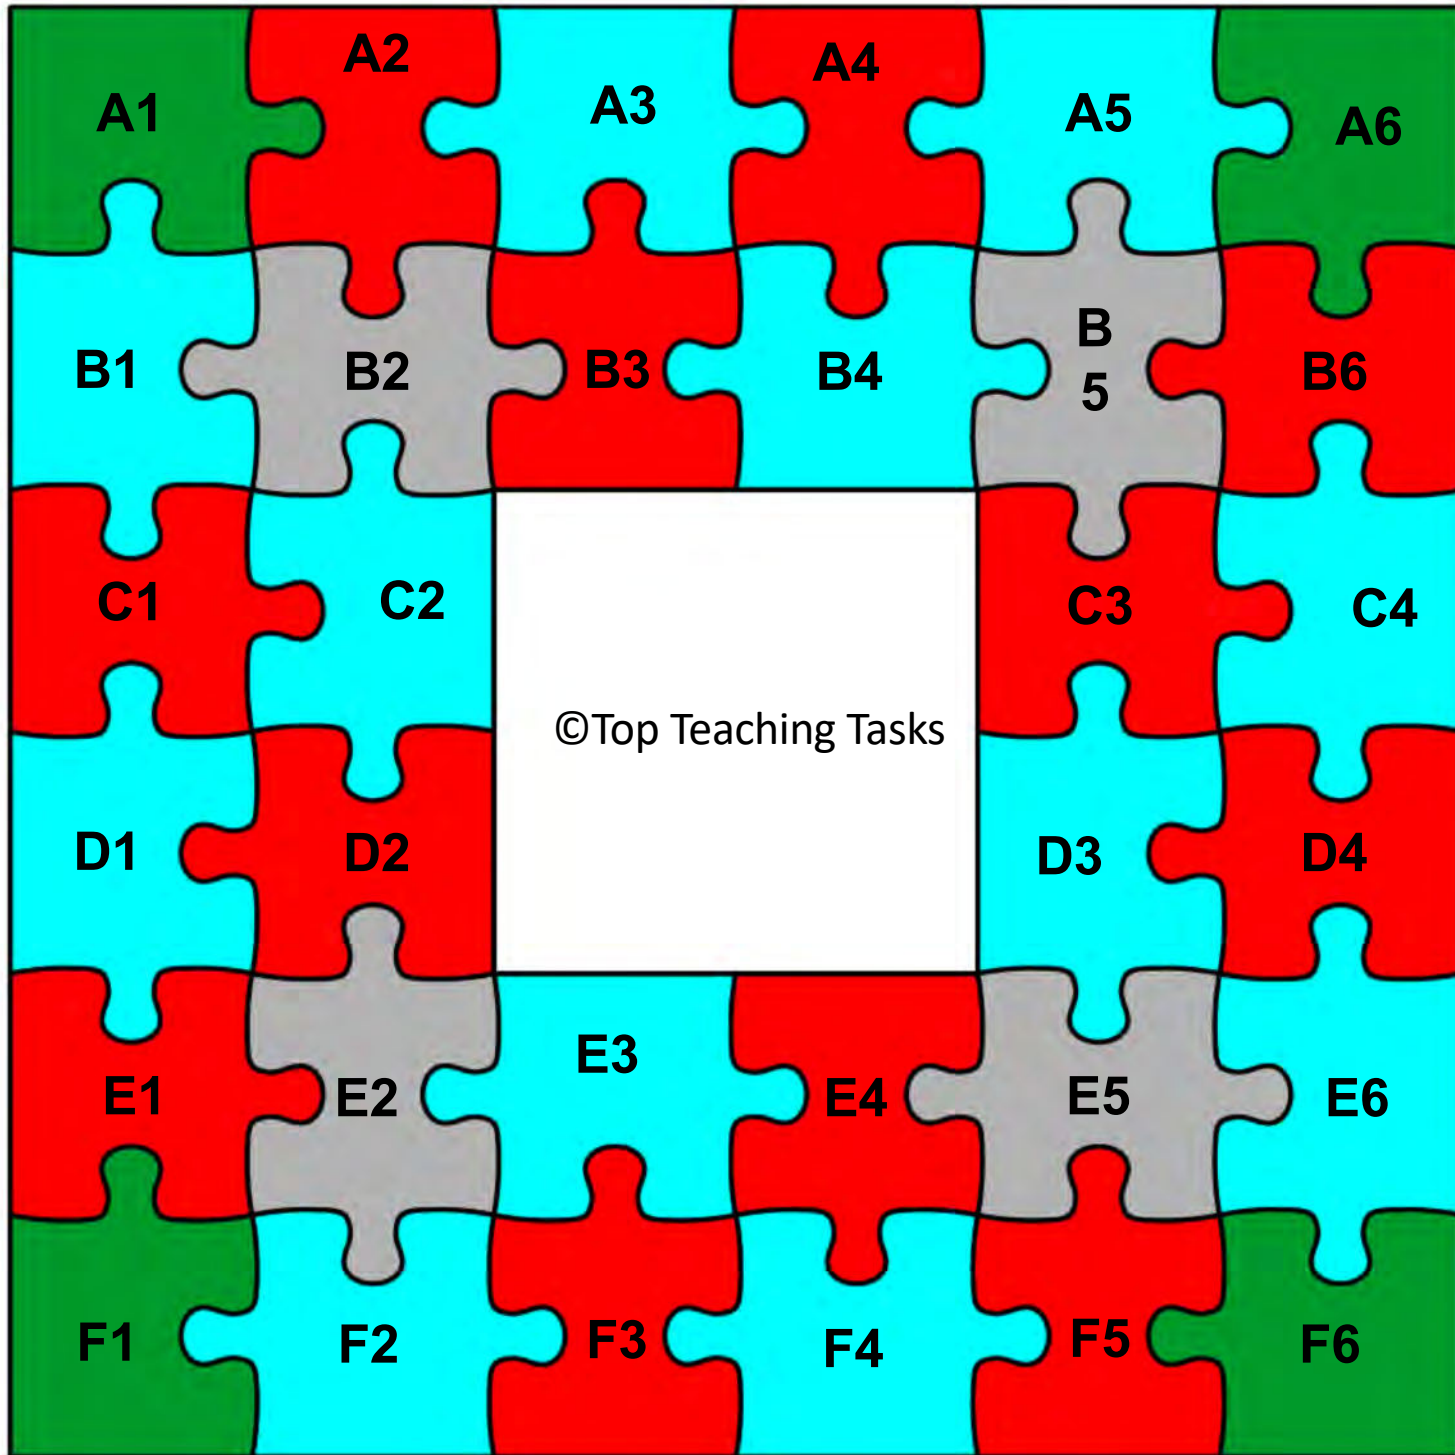 A1 A2 A3 A4 A5 A6
B1 B2 B3 B4 B
5 B6
C1 C2 C3 C4
©Top Teaching Tasks
D1 D2 D3 D4
E1 E2 E3 E4 E5 E6
F1 F2 F3 F4 F5 F6